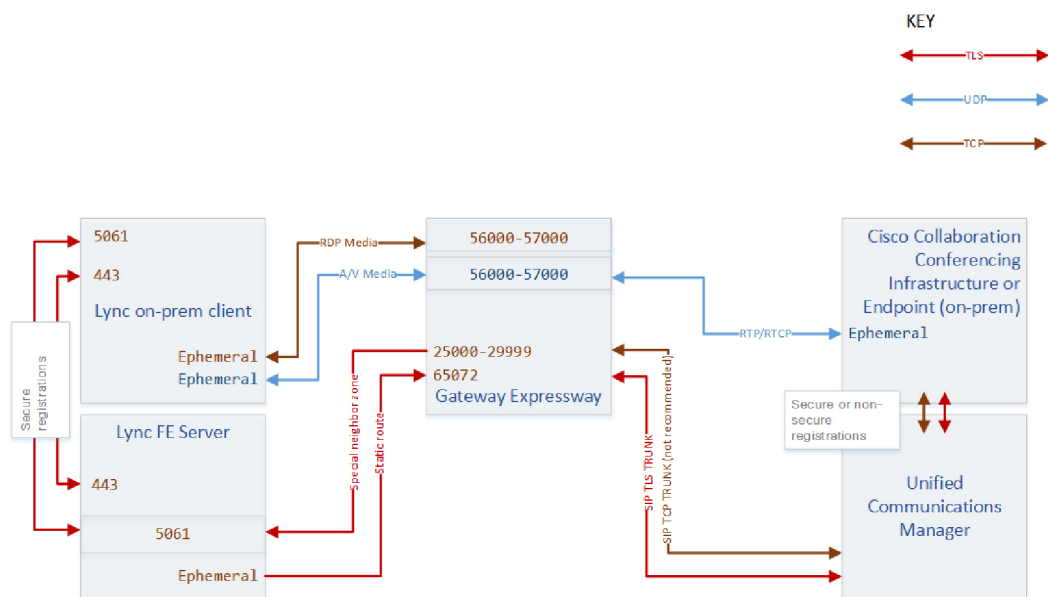 KEY
TLS
UDP
TCP
5061
443
Lync on-prem client
Ephemeral
Ephemeral
Secure
registrations
Lync FE Server
443
5061
Ephemeral
RDP Media
A/V Media
Special neighbor zone
Static route
56000-57000
56000-57000
25000-29999
65072
Gateway Expressway
RTP/RTCP
SIP TLS TRUNK
SIP TCP TRUNK (not recommended)
Cisco Collaboration
Conferencing
Infrastructure or
Endpoint (on-prem)
Ephemeral
Secure or non-
secure
registrations
Unified
Communications
Manager